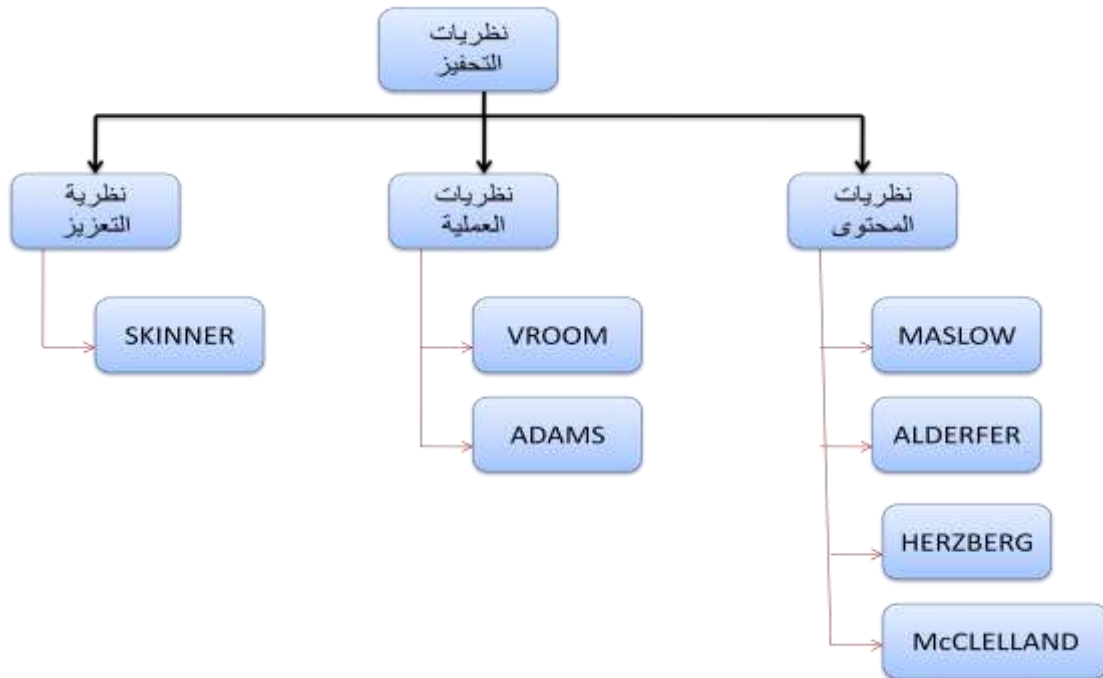 نظريات
التحفيز
نظريات
المحتوى
نظريات
العملية
نظرية
التعزيز
MASLOW
ALDERFER
HERZBERG
McCLELLAND
VROOM
ADAMS
SKINNER